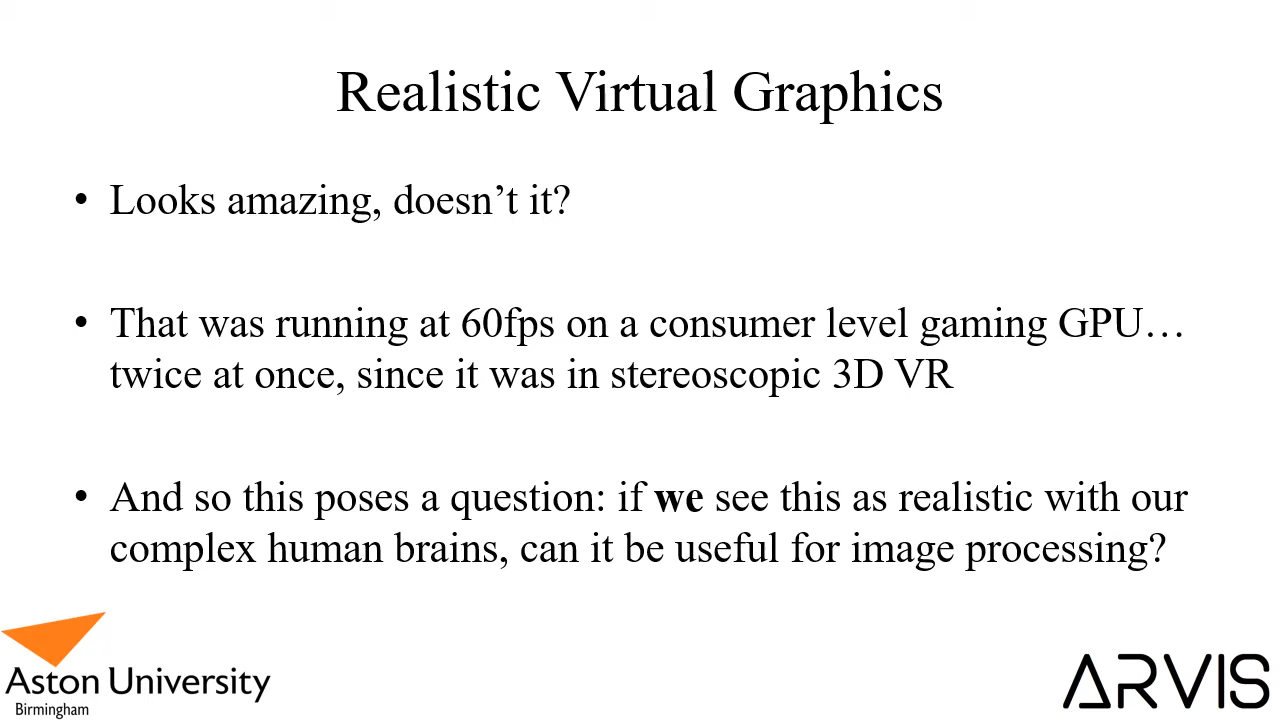 Realistic Virtual Graphics
• Looks amazing, doesn’t it?
• That was running at 60fps on a consumer level gaming GPU…
twice at once, since it was in stereoscopic 3D VR
• And so this poses a question: if we see this as realistic with our
complex human brains, can it be useful for image processing?
Aston University
Birmingham
ARVIS